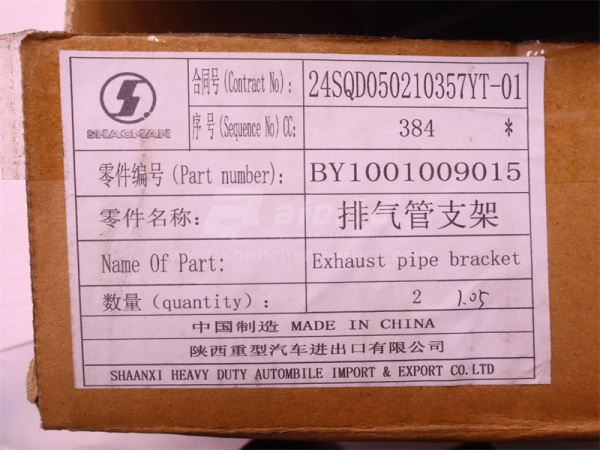 合同号(Contract No): 24SQD050210357YT-01
SHACMAN
序号(Sequence No)CC: 384 *
零件编号(Part number): BY1001009015
零件名称: 排气管支架
Name Of Part: Exhaust pipe bracket
数量(quantity): 2 1.05
中国制造 MADE IN CHINA
陕西重型汽车进出口有限公司
SHAANXI HEAVY DUTY AUTOMBILE IMPORT & EXPORT CO.LTD